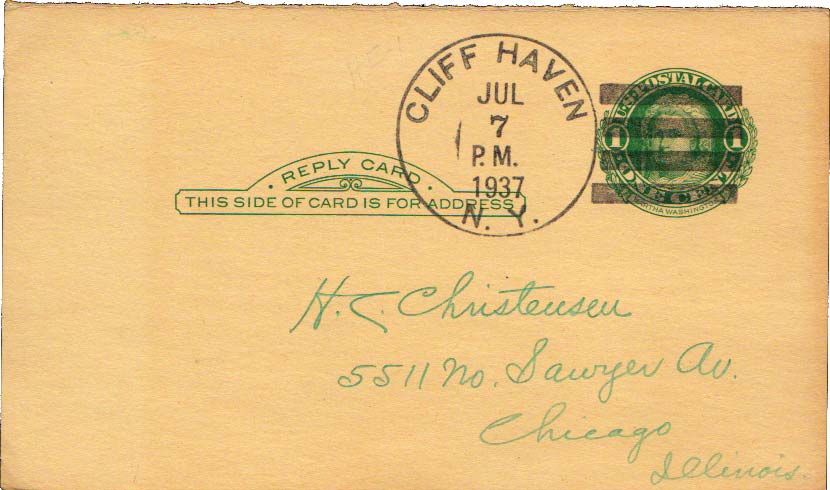 CLIFF HAVEN
JUL
7
P.M.
1937
N. Y.
U.S. POSTAL CARD
1 1
ONE CENT
MARTHA WASHINGTON
REPLY CARD
THIS SIDE OF CARD IS FOR ADDRESS
H. C. Christensen
5511 No. Sawyer Av.
Chicago
Illinois.